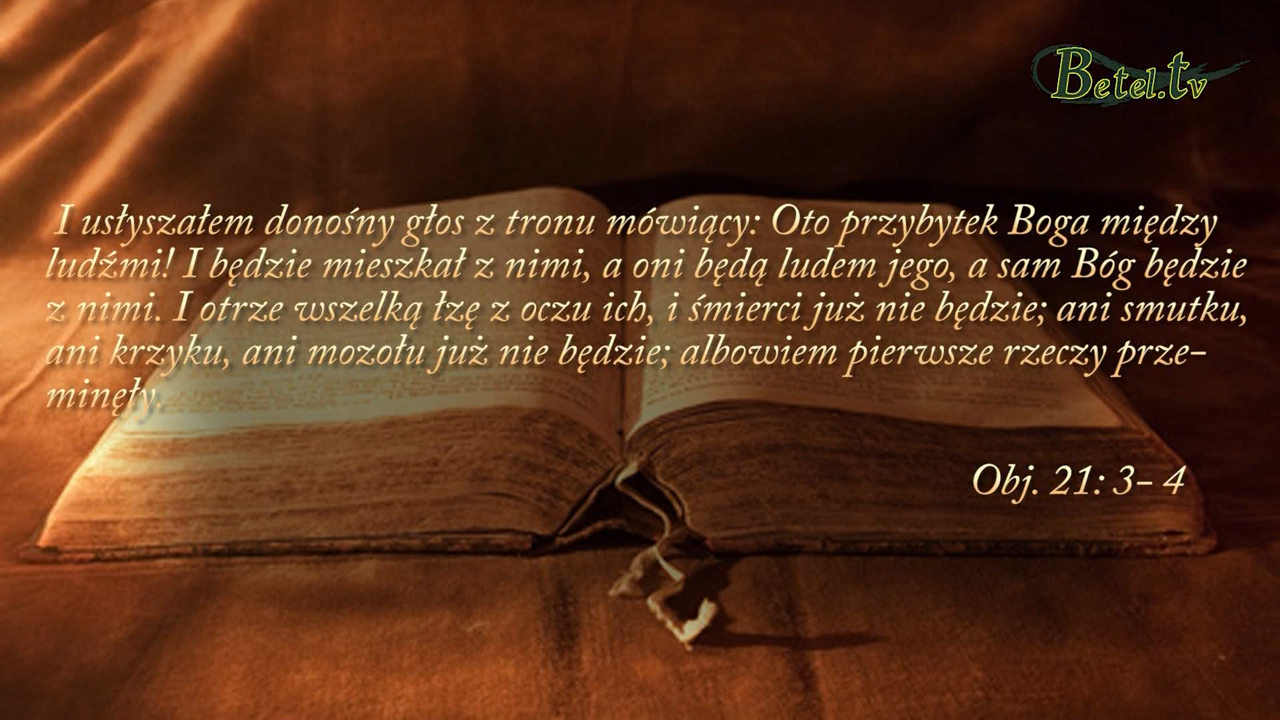 Betel.tv
I usłyszałem donośny głos z tronu mówiący: Oto przybytek Boga między
ludźmi! I będzie mieszkał z nimi, a oni będą ludem jego, a sam Bóg będzie
z nimi. I otrze wszelką łzę z oczu ich, i śmierci już nie będzie; ani smutku,
ani krzyku, ani mozołu już nie będzie; albowiem pierwsze rzeczy prze-
minęły.
Obj. 21: 3- 4